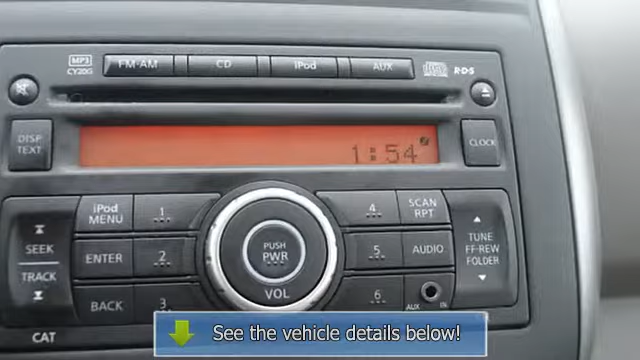 MP3
CY20G
FM·AM
CD
iPod
AUX
RDS
DISP
TEXT
1:54
CLOCK
iPod
MENU
1
4
SCAN
RPT
SEEK
TRACK
ENTER
2
PUSH
PWR
VOL
5
AUDIO
TUNE
FF·REW
FOLDER
BACK
3
6
AUX
IN
CAT
See the vehicle details below!